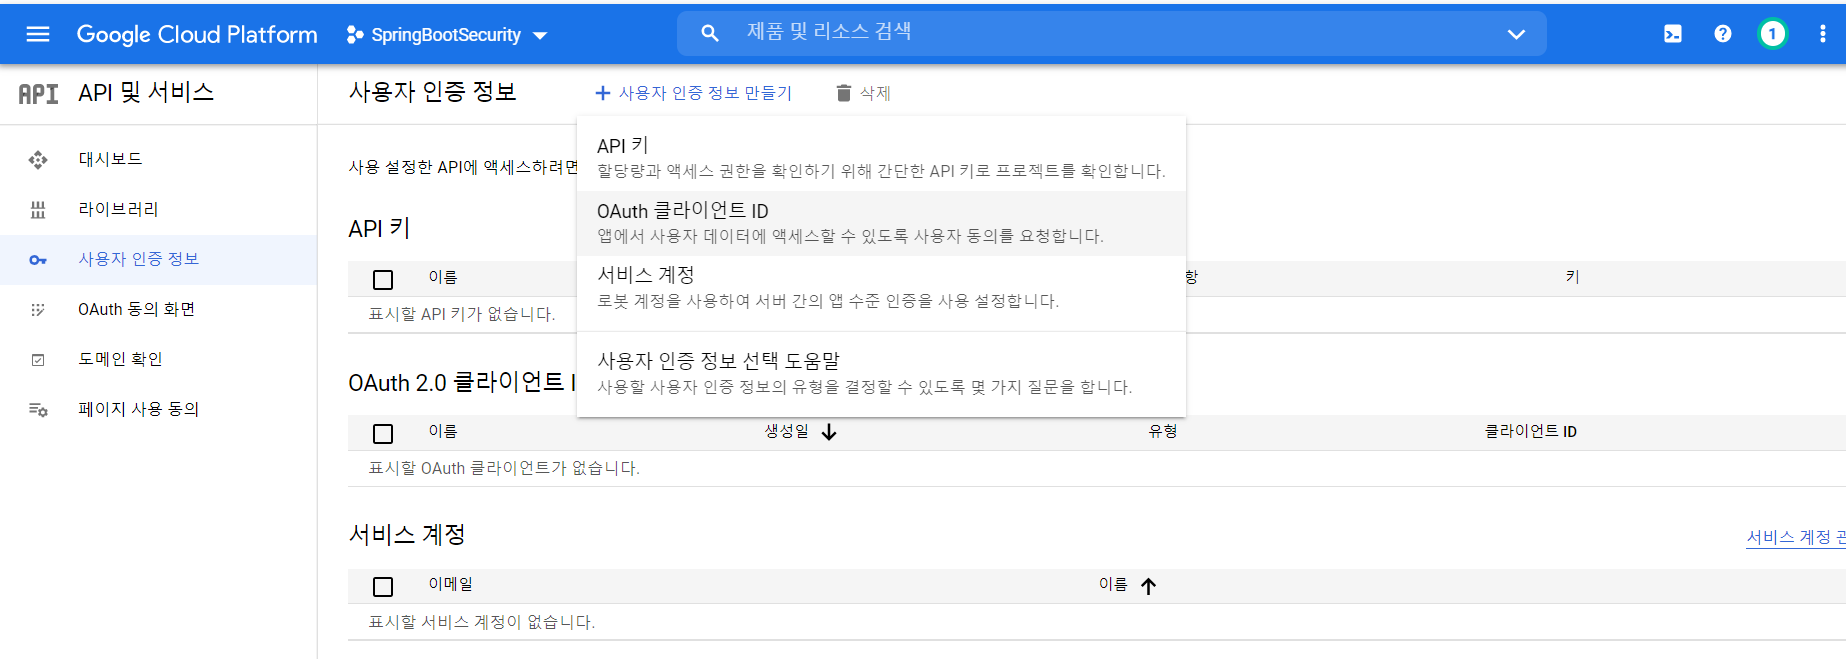 Google Cloud Platform
SpringBootSecurity
제품 및 리소스 검색
1
API API 및 서비스
사용자 인증 정보
사용자 인증 정보 만들기
삭제
대시보드
라이브러리
사용자 인증 정보
OAuth 동의 화면
도메인 확인
페이지 사용 동의
사용 설정한 API에 액세스하려면
API 키
할당량과 액세스 권한을 확인하기 위해 간단한 API 키로 프로젝트를 확인합니다.
OAuth 클라이언트 ID
앱에서 사용자 데이터에 액세스할 수 있도록 사용자 동의를 요청합니다.
서비스 계정
로봇 계정을 사용하여 서버 간의 앱 수준 인증을 사용 설정합니다.
사용자 인증 정보 선택 도움말
사용할 사용자 인증 정보의 유형을 결정할 수 있도록 몇 가지 질문을 합니다.
API 키
이름 항 키
표시할 API 키가 없습니다.
OAuth 2.0 클라이언트 I
이름 생성일 유형 클라이언트 ID
표시할 OAuth 클라이언트가 없습니다.
서비스 계정
서비스 계정 관
이메일 이름
표시할 서비스 계정이 없습니다.